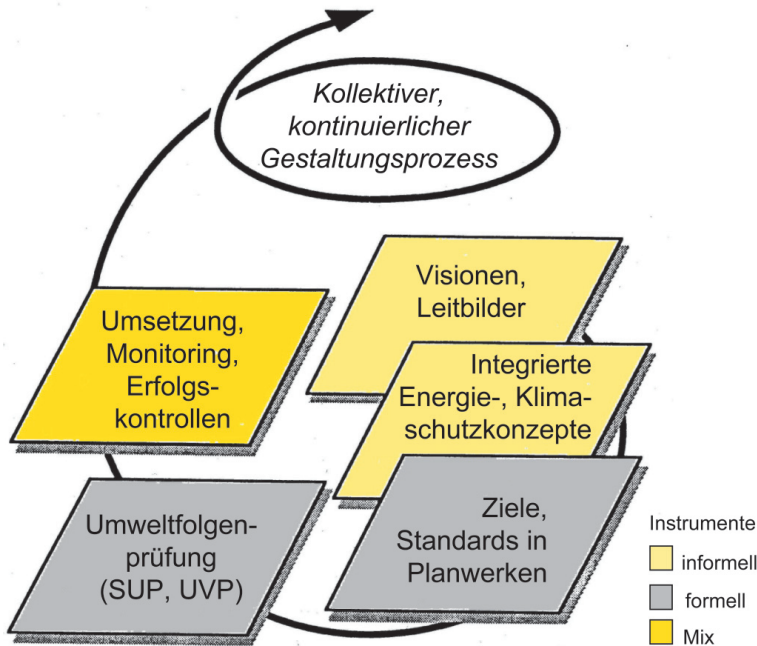 Kollektiver,
kontinuierlicher
Gestaltungsprozess
Visionen,
Leitbilder
Integrierte
Energie-, Klima-
schutzkonzepte
Ziele,
Standards in
Planwerken
Umweltfolgen-
prüfung
(SUP, UVP)
Umsetzung,
Monitoring,
Erfolgs-
kontrollen
Instrumente
informell
formell
Mix